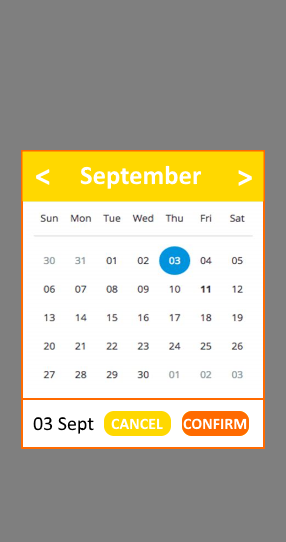 < September >
Sun Mon Tue Wed Thu Fri Sat
30 31 01 02 03 04 05
06 07 08 09 10 11 12
13 14 15 16 17 18 19
20 21 22 23 24 25 26
27 28 29 30 01 02 03
03 Sept CANCEL CONFIRM